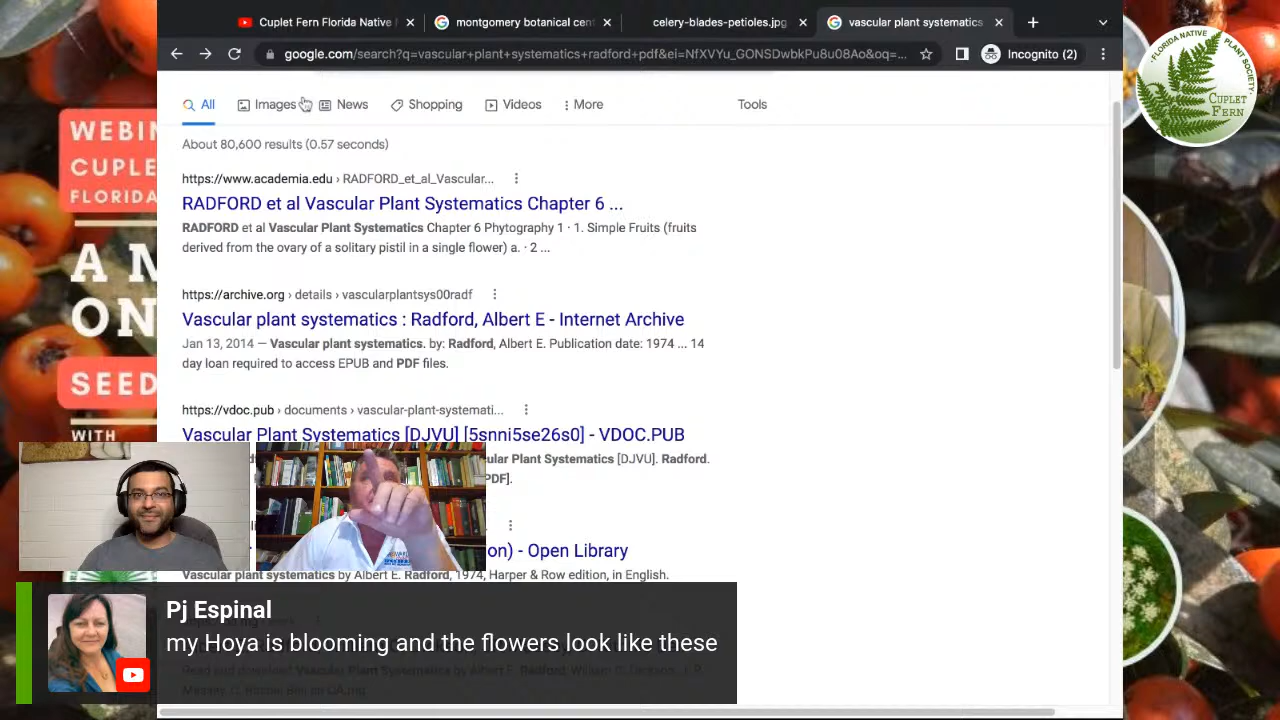 WEBIN
CUPLE
FLORIDA
AN
ON
SEED
WITH
Cuplet Fern Florida Native
montgomery botanical cent
celery-blades-petioles.jpg
vascular plant systematics
google.com/search?q=vascular+plant+systematics+radford+pdf&ei=NfXVY_GONSDwbkPu8u08Ao&oq=...
Incognito (2)
FLORIDA NATIVE PLANT SOCIETY
CUPLET
FERN
All Images News Shopping Videos More Tools
About 80,600 results (0.57 seconds)
https://www.academia.edu › RADFORD_et_al_Vascular...
RADFORD et al Vascular Plant Systematics Chapter 6 ...
RADFORD et al Vascular Plant Systematics Chapter 6 Phytography 1 · 1. Simple Fruits (fruits
derived from the ovary of a solitary pistil in a single flower) a. · 2 ...
https://archive.org › details › vascularplantsys00radf
Vascular plant systematics : Radford, Albert E - Internet Archive
Jan 13, 2014 — Vascular plant systematics. by: Radford, Albert E. Publication date: 1974 ... 14
day loan required to access EPUB and PDF files.
https://vdoc.pub › documents › vascular-plant-systemati...
Vascular Plant Systematics [DJVU] [5snni5se26s0] - VDOC.PUB
ular Plant Systematics [DJVU]. Radford.
PDF].
on) - Open Library
Vascular plant systematics by Albert E. Radford, 1974, Harper & Row edition, in English.
Pj Espinal
my Hoya is blooming and the flowers look like these